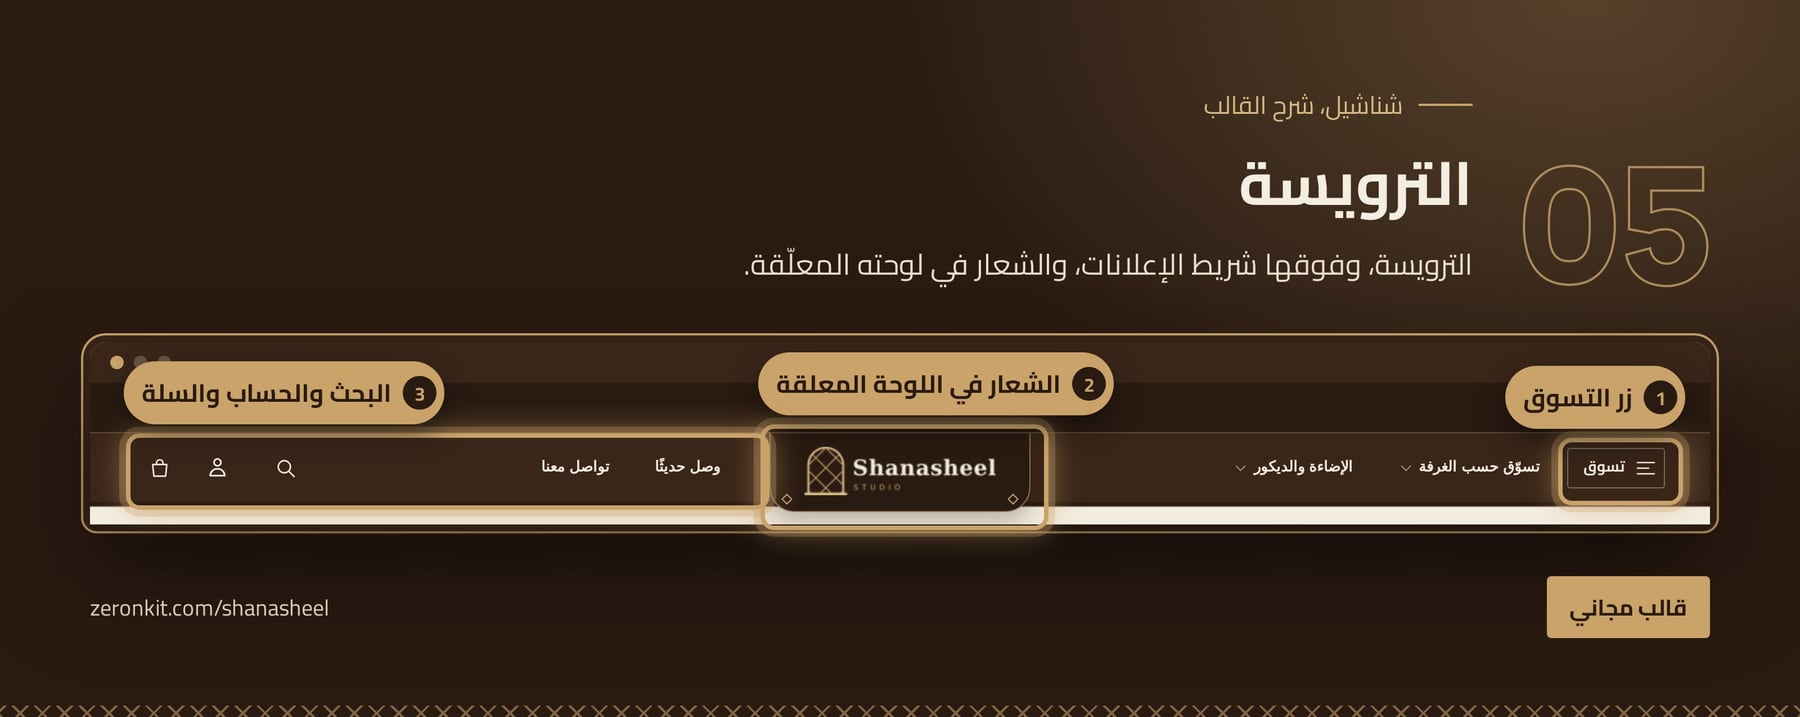 شناشيل، شرح القالب
05
الترويسة
الترويسة، وفوقها شريط الإعلانات، والشعار في لوحته المعلّقة.
1 زر التسوق
2 الشعار في اللوحة المعلقة
3 البحث والحساب والسلة
تسوق
تسوّق حسب الغرفة
الإضاءة والديكور
Shanasheel
STUDIO
وصل حديثًا
تواصل معنا
قالب مجاني
zeronkit.com/shanasheel